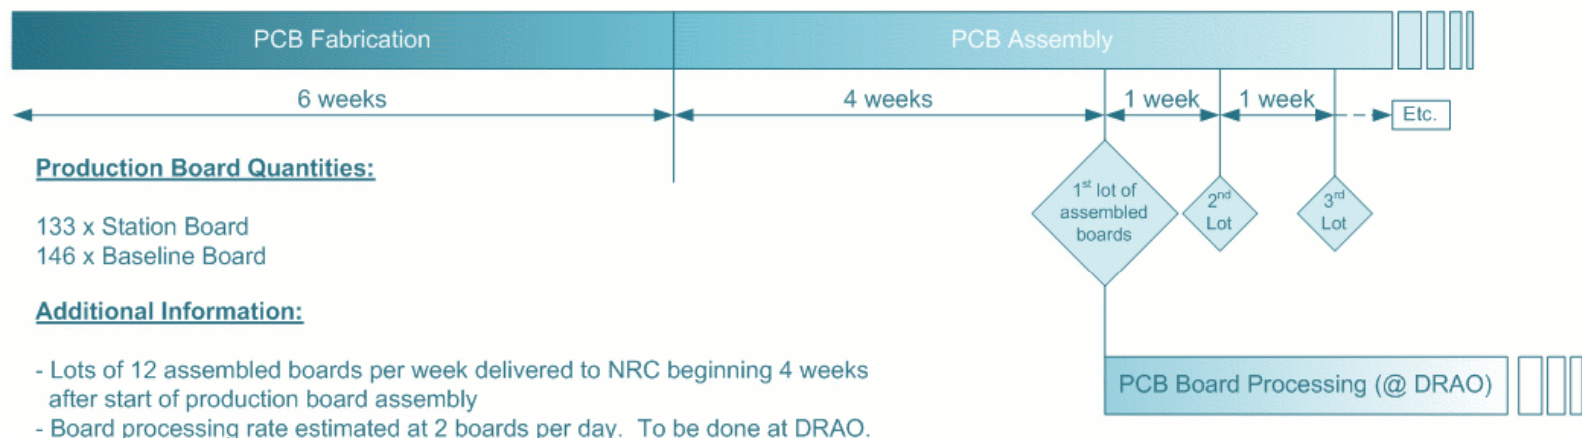 PCB Fabrication
PCB Assembly
6 weeks
4 weeks
1 week
1 week
Etc.
Production Board Quantities:
133 x Station Board
146 x Baseline Board
1st lot of
assembled
boards
2nd
Lot
3rd
Lot
Additional Information:
- Lots of 12 assembled boards per week delivered to NRC beginning 4 weeks
after start of production board assembly
- Board processing rate estimated at 2 boards per day. To be done at DRAO.
PCB Board Processing (@ DRAO)